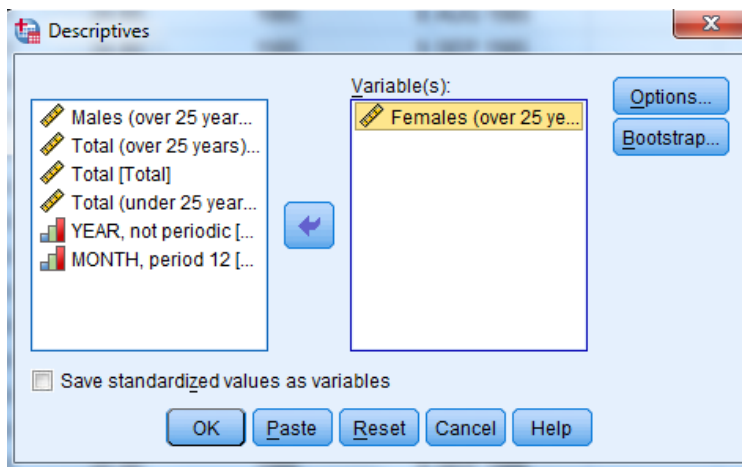 Descriptives
Variable(s):
Males (over 25 year...
Total (over 25 years)...
Total [Total]
Total (under 25 year...
YEAR, not periodic [...
MONTH, period 12 [...
Females (over 25 ye...
Options...
Bootstrap...
Save standardized values as variables
OK Paste Reset Cancel Help